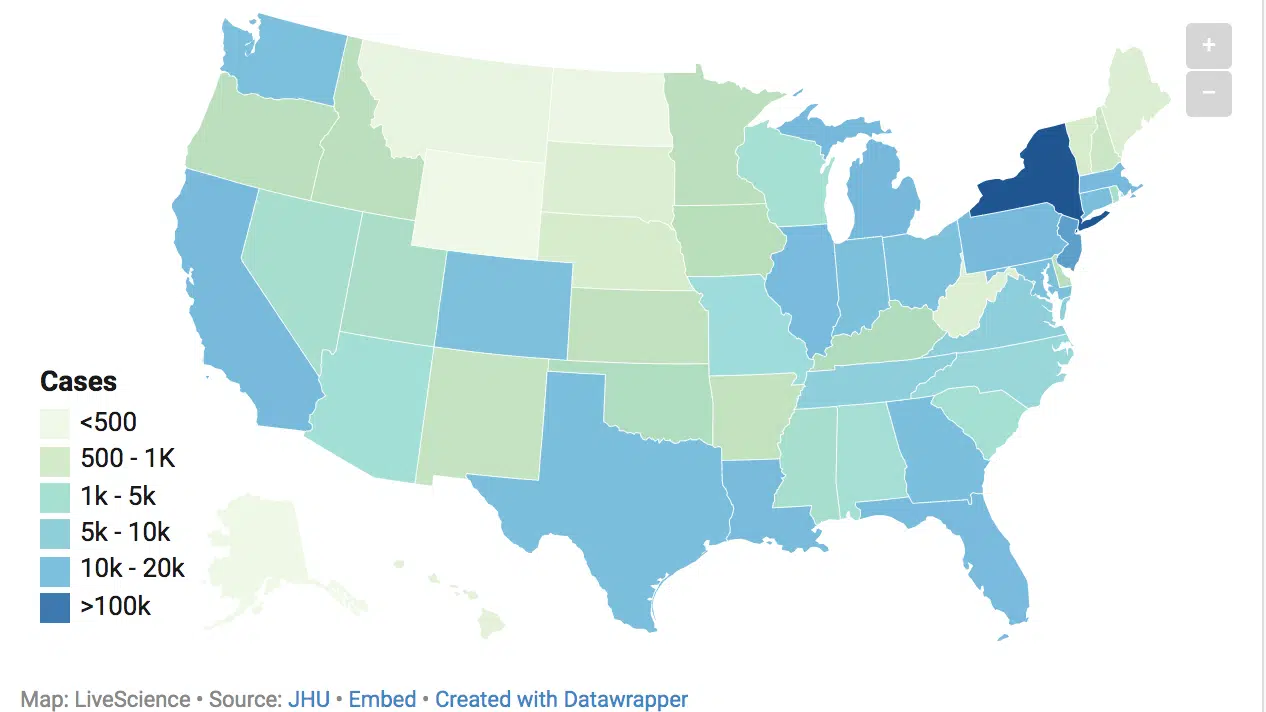 +
−
Cases
<500
500 - 1K
1k - 5k
5k - 10k
10k - 20k
>100k
Map: LiveScience • Source: JHU • Embed • Created with Datawrapper